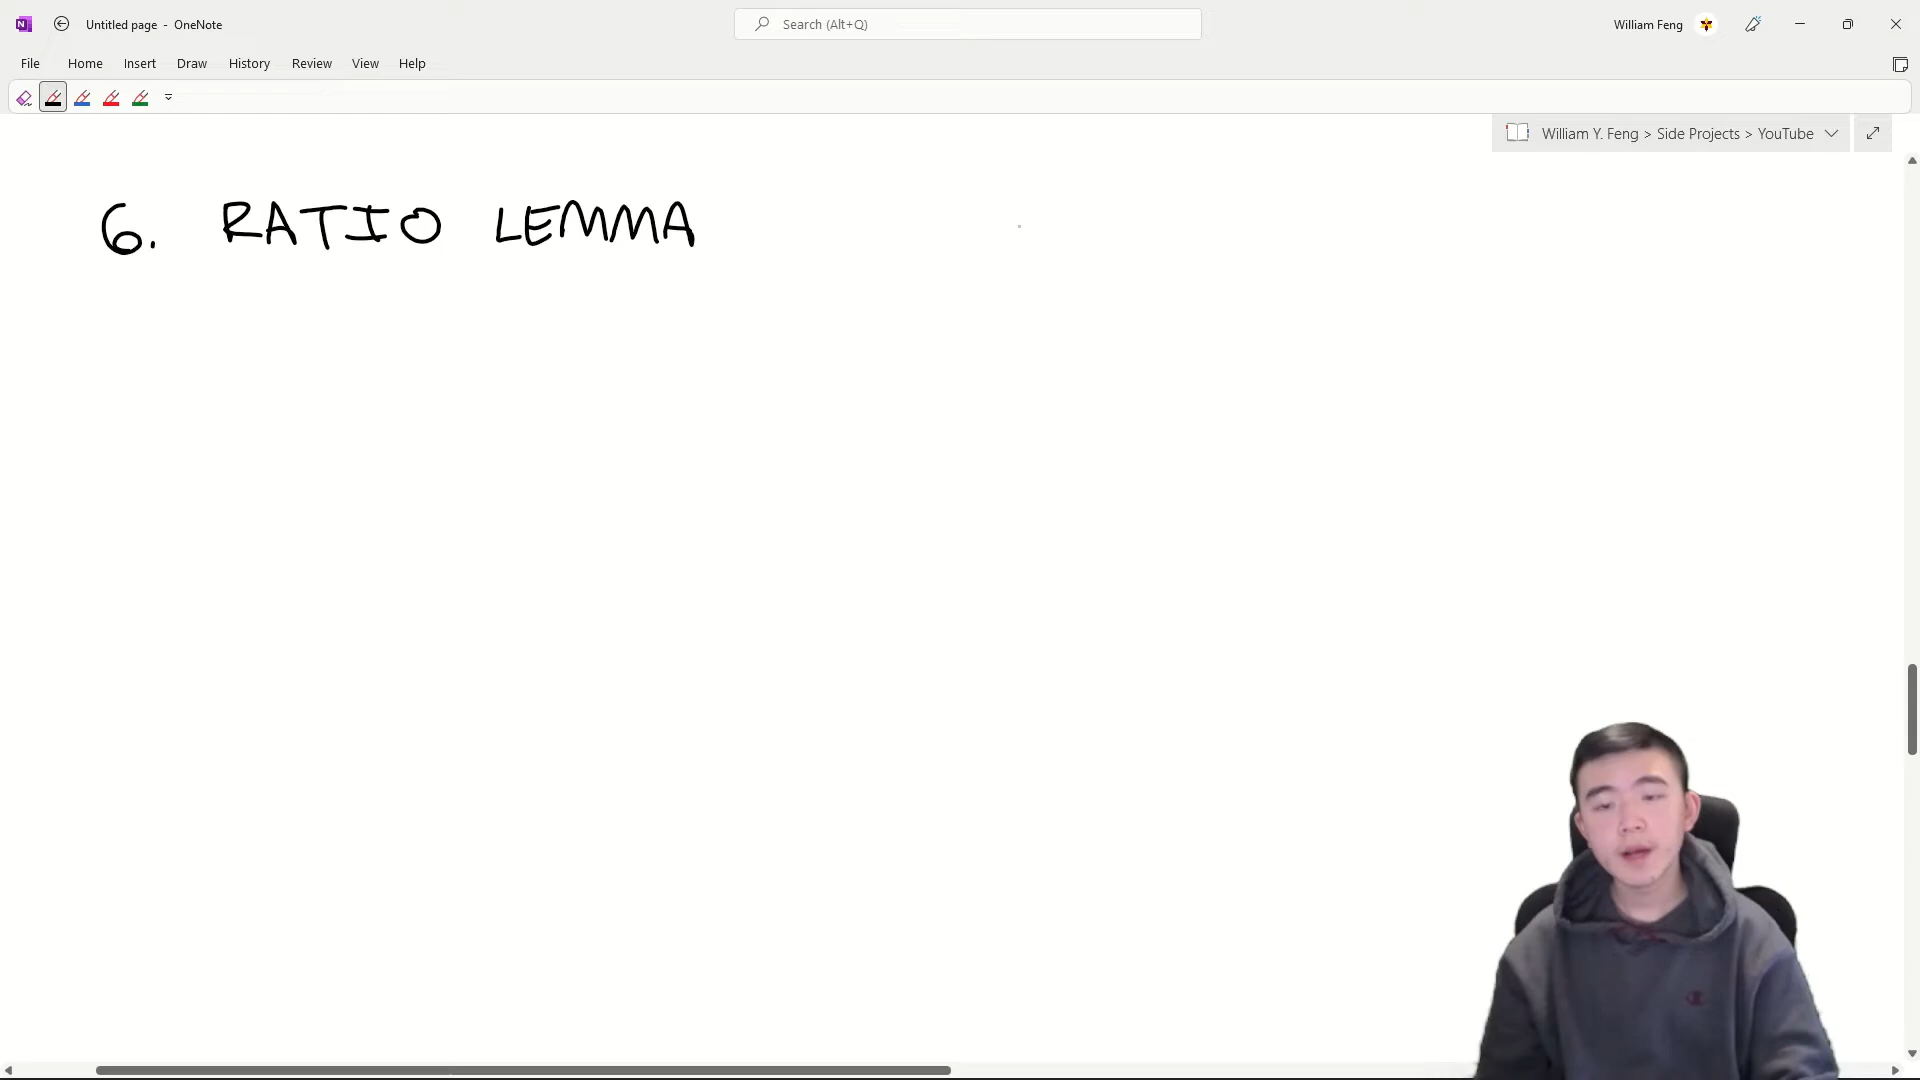 Untitled page - OneNote
Search (Alt+Q)
William Feng
File Home Insert Draw History Review View Help
William Y. Feng > Side Projects > YouTube
6. RATIO LEMMA